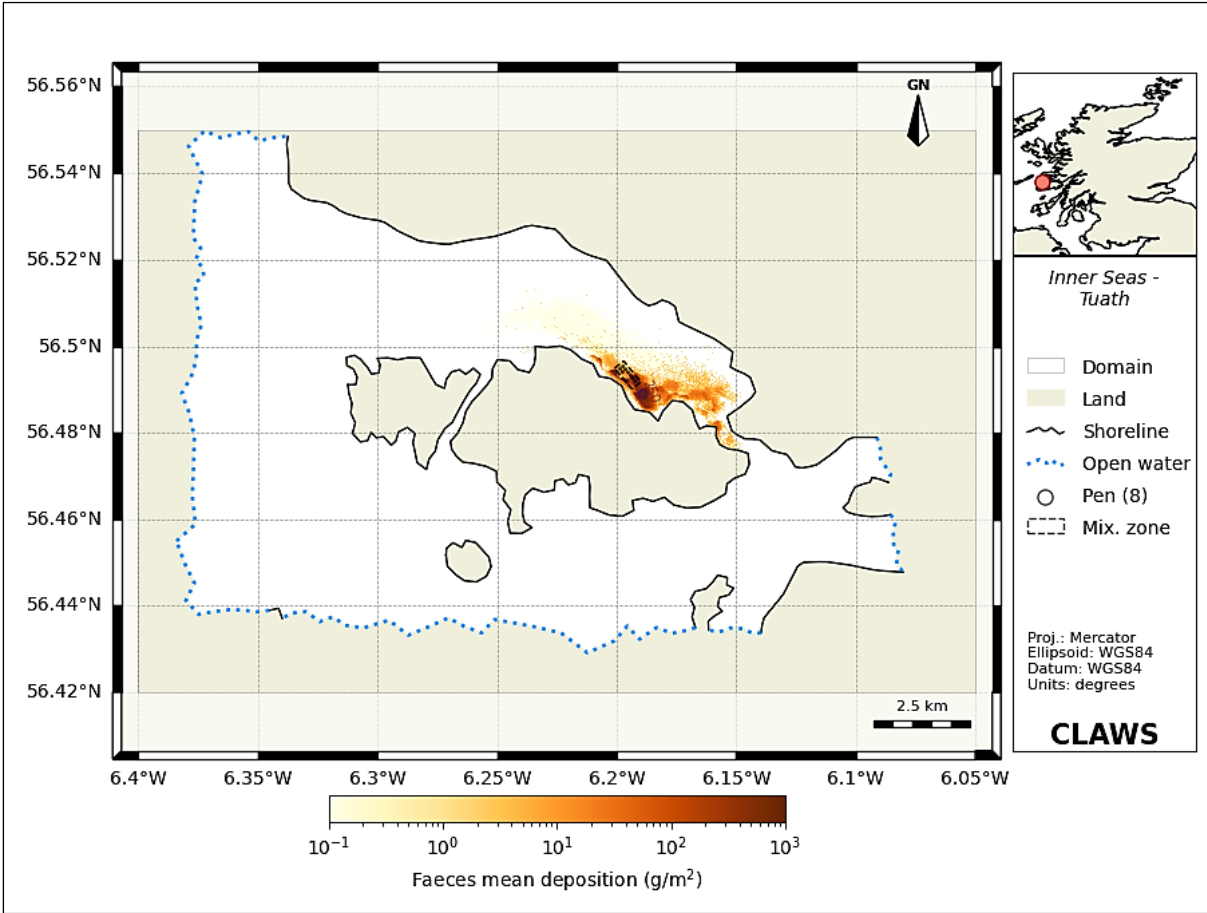 GN
56.56°N
56.54°N
56.52°N
56.5°N
56.48°N
56.46°N
56.44°N
56.42°N
6.4°W 6.35°W 6.3°W 6.25°W 6.2°W 6.15°W 6.1°W 6.05°W
2.5 km
Inner Seas -
Tuath
Domain
Land
Shoreline
Open water
Pen (8)
Mix. zone
Proj.: Mercator
Ellipsoid: WGS84
Datum: WGS84
Units: degrees
CLAWS
10⁻¹ 10⁰ 10¹ 10² 10³
Faeces mean deposition (g/m²)